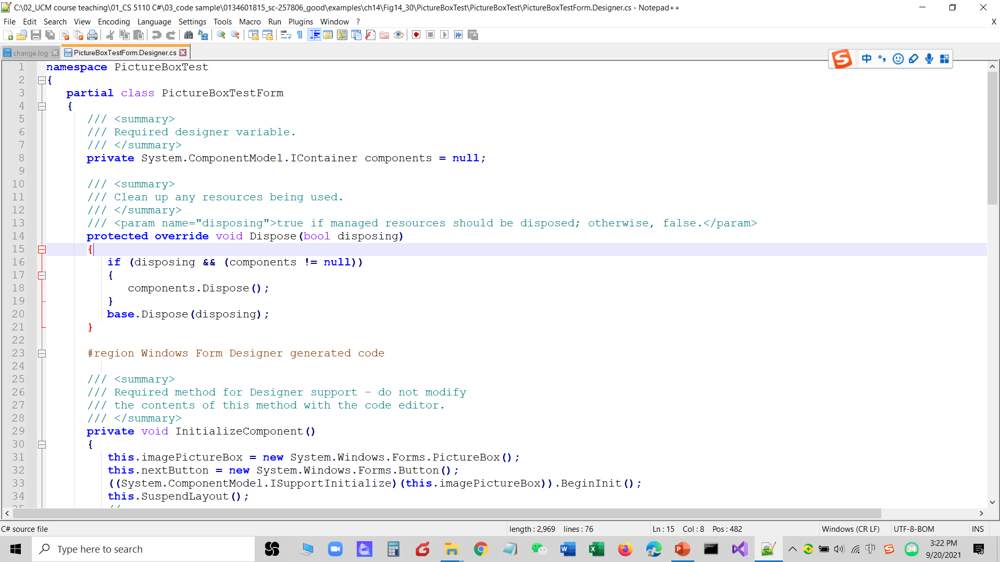 C:\02_UCM course teaching\01_CS 5110 C#\03_code sample\0134601815_sc-257806_good\examples\ch14\Fig14_30\PictureBoxTest\PictureBoxTest\PictureBoxTestForm.Designer.cs - Notepad++
File Edit Search View Encoding Language Settings Tools Macro Run Plugins Window ? X
change.log PictureBoxTestForm.Designer.cs
中
1 namespace PictureBoxTest
2 {
3 partial class PictureBoxTestForm
4 {
5 /// <summary>
6 /// Required designer variable.
7 /// </summary>
8 private System.ComponentModel.IContainer components = null;
9
10 /// <summary>
11 /// Clean up any resources being used.
12 /// </summary>
13 /// <param name="disposing">true if managed resources should be disposed; otherwise, false.</param>
14 protected override void Dispose(bool disposing)
15 {
16 if (disposing && (components != null))
17 {
18 components.Dispose();
19 }
20 base.Dispose(disposing);
21 }
22
23 #region Windows Form Designer generated code
24
25 /// <summary>
26 /// Required method for Designer support - do not modify
27 /// the contents of this method with the code editor.
28 /// </summary>
29 private void InitializeComponent()
30 {
31 this.imagePictureBox = new System.Windows.Forms.PictureBox();
32 this.nextButton = new System.Windows.Forms.Button();
33 ((System.ComponentModel.ISupportInitialize)(this.imagePictureBox)).BeginInit();
34 this.SuspendLayout();
35 //
C# source file length : 2,969 lines : 76 Ln : 15 Col : 8 Pos : 482 Windows (CR LF) UTF-8-BOM INS
Type here to search
中 24 3:22 PM
9/20/2021